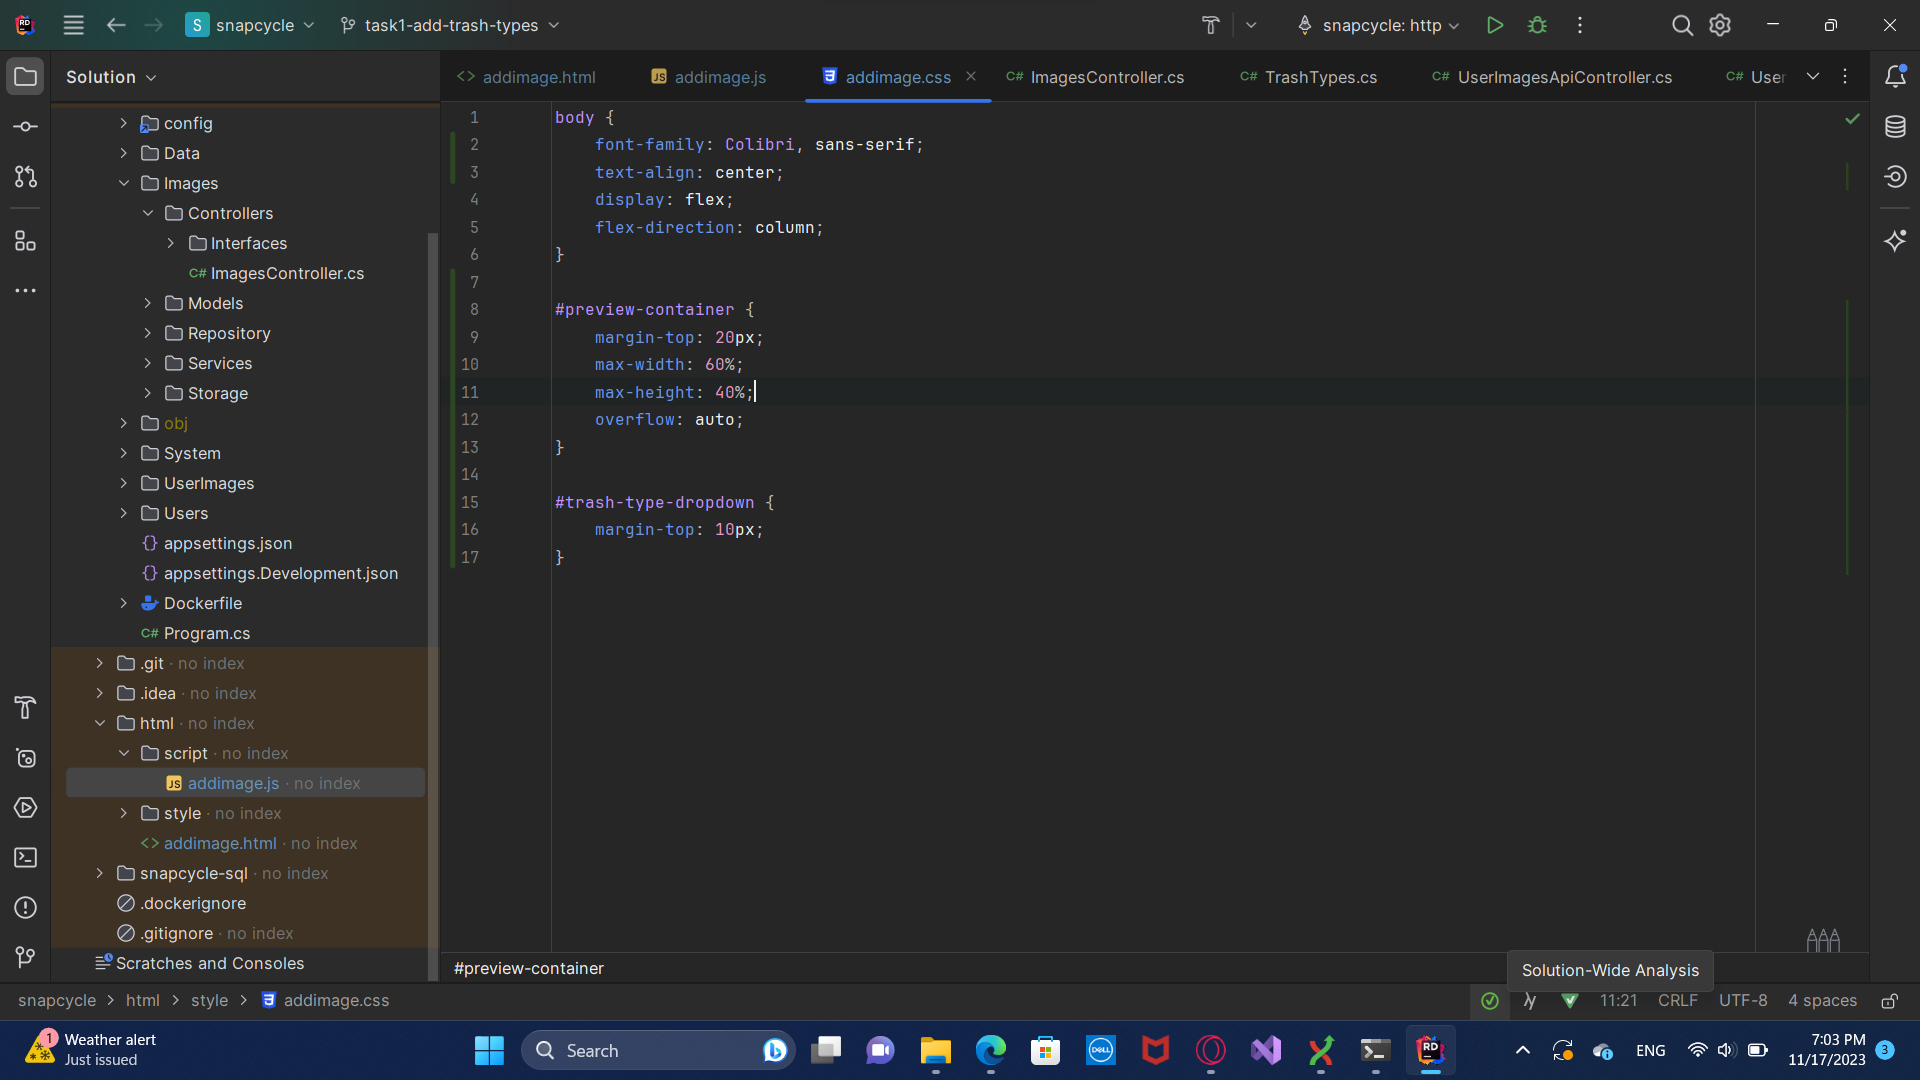 S snapcycle
task1-add-trash-types
snapcycle: http
Solution
addimage.html
JS addimage.js
addimage.css
C# ImagesController.cs
C# TrashTypes.cs
C# UserImagesApiController.cs
C# User
config
Data
Images
Controllers
Interfaces
C# ImagesController.cs
Models
Repository
Services
Storage
obj
System
UserImages
Users
{} appsettings.json
{} appsettings.Development.json
Dockerfile
C# Program.cs
.git · no index
.idea · no index
html · no index
script · no index
JS addimage.js · no index
style · no index
<> addimage.html · no index
snapcycle-sql · no index
.dockerignore
.gitignore · no index
Scratches and Consoles
1 body {
2 font-family: Colibri, sans-serif;
3 text-align: center;
4 display: flex;
5 flex-direction: column;
6 }
7
8 #preview-container {
9 margin-top: 20px;
10 max-width: 60%;
11 max-height: 40%;
12 overflow: auto;
13 }
14
15 #trash-type-dropdown {
16 margin-top: 10px;
17 }
#preview-container
Solution-Wide Analysis
snapcycle > html > style > addimage.css
11:21 CRLF UTF-8 4 spaces
1 Weather alert
Just issued
Search
DELL
RD
ENG
7:03 PM
11/17/2023
3